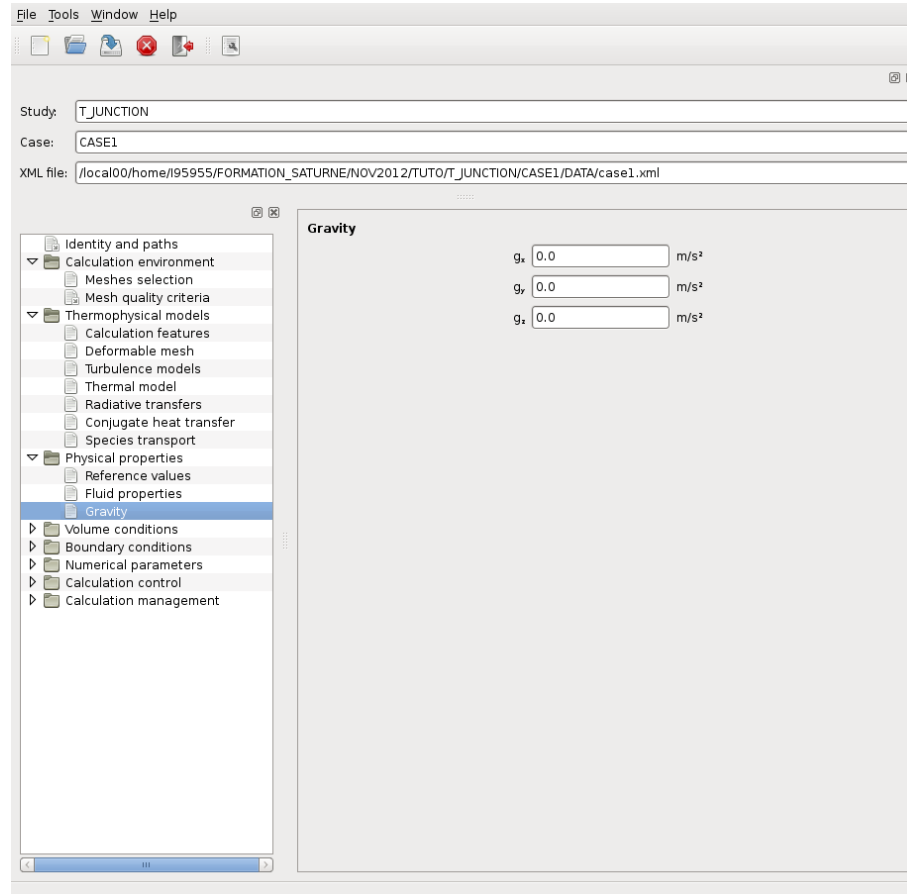 File Tools Window Help
Study: T_JUNCTION
Case: CASE1
XML file: /local00/home/I95955/FORMATION_SATURNE/NOV2012/TUTO/T_JUNCTION/CASE1/DATA/case1.xml
Identity and paths
Calculation environment
Meshes selection
Mesh quality criteria
Thermophysical models
Calculation features
Deformable mesh
Turbulence models
Thermal model
Radiative transfers
Conjugate heat transfer
Species transport
Physical properties
Reference values
Fluid properties
Gravity
Volume conditions
Boundary conditions
Numerical parameters
Calculation control
Calculation management
Gravity
gₓ 0.0 m/s²
gᵧ 0.0 m/s²
g_z 0.0 m/s²